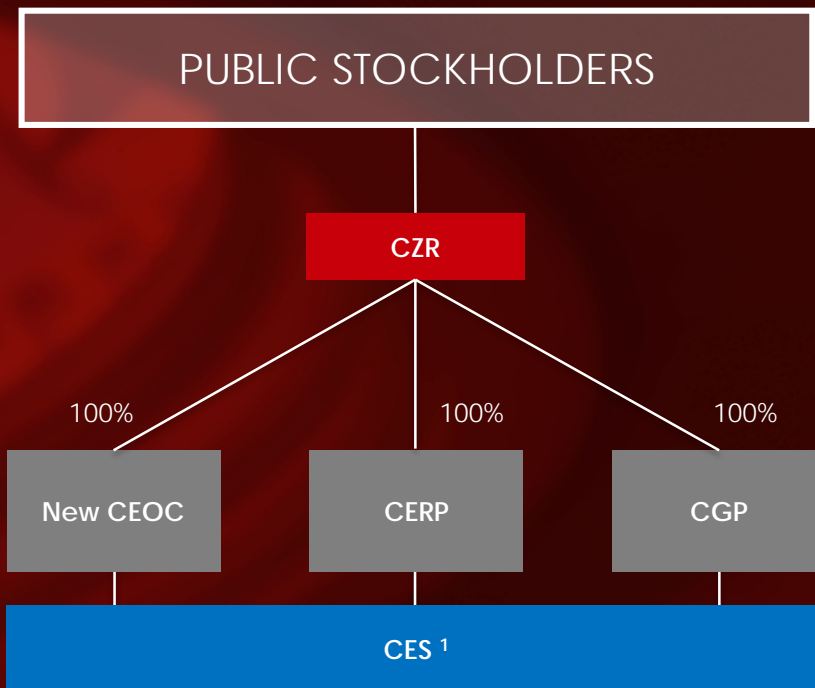 PUBLIC STOCKHOLDERS
CZR
100% 100% 100%
New CEOC CERP CGP
CES ¹